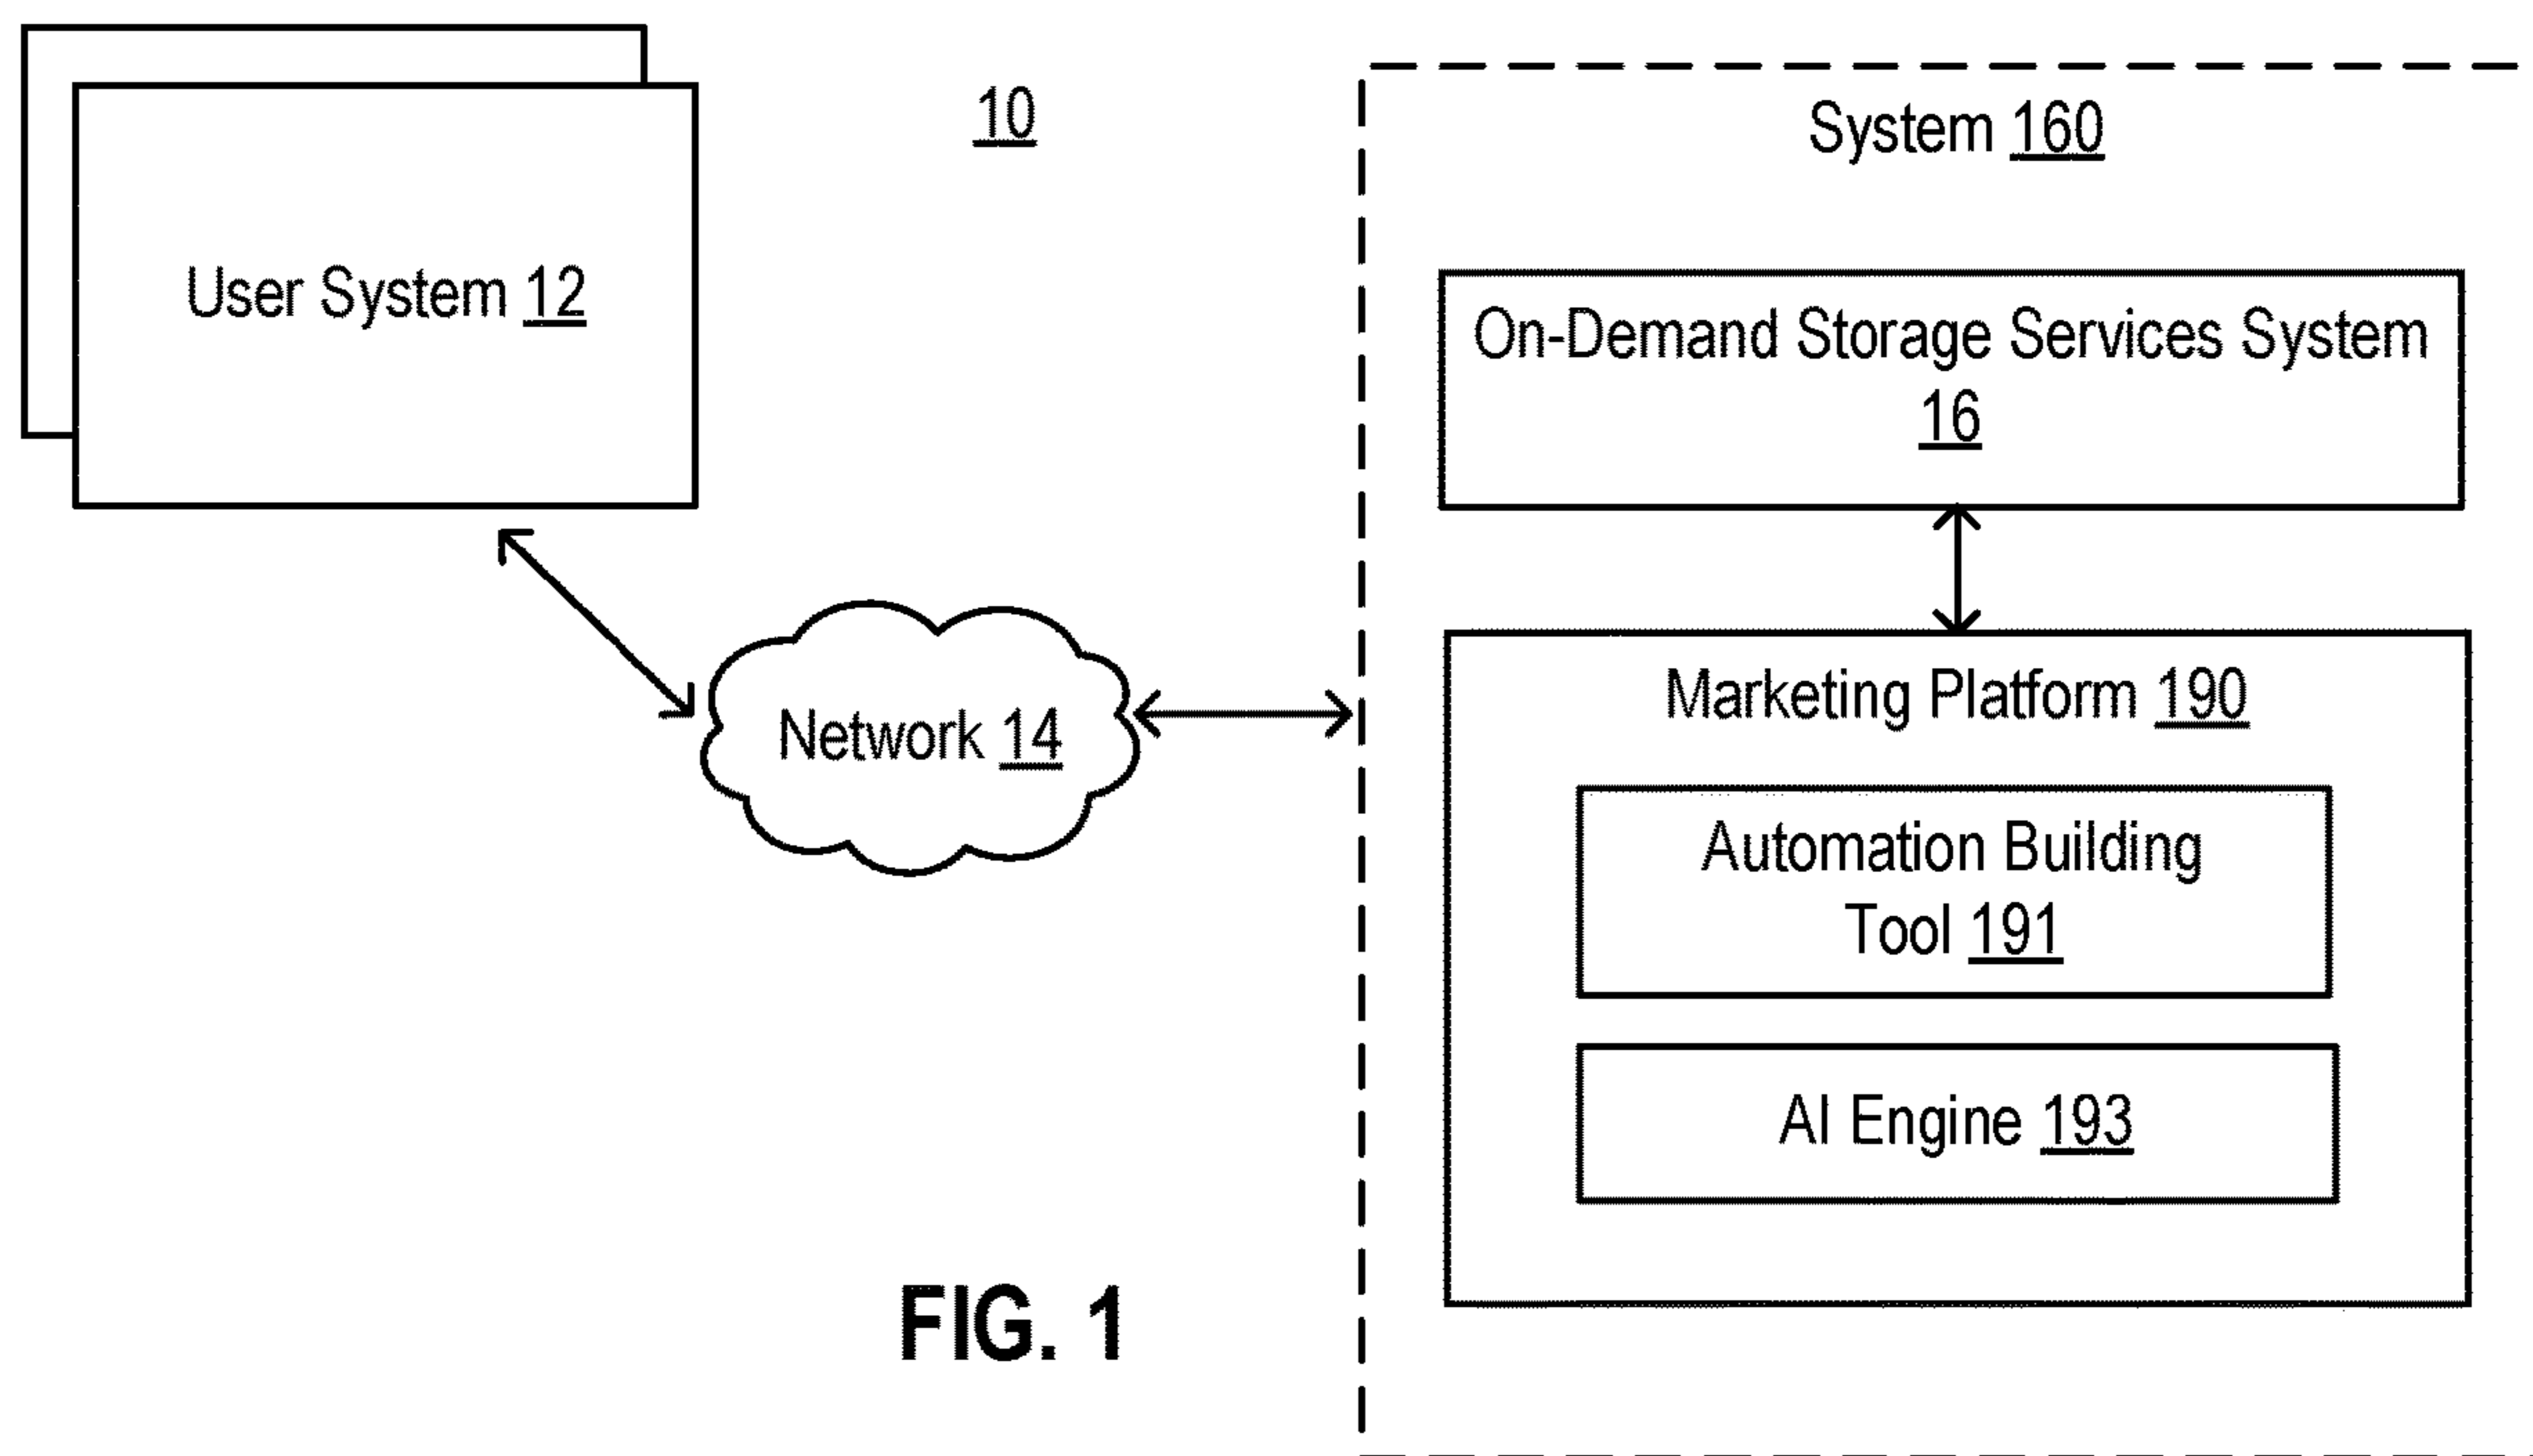 10
User System 12
Network 14
System 160
On-Demand Storage Services System
16
Marketing Platform 190
Automation Building
Tool 191
AI Engine 193
FIG. 1